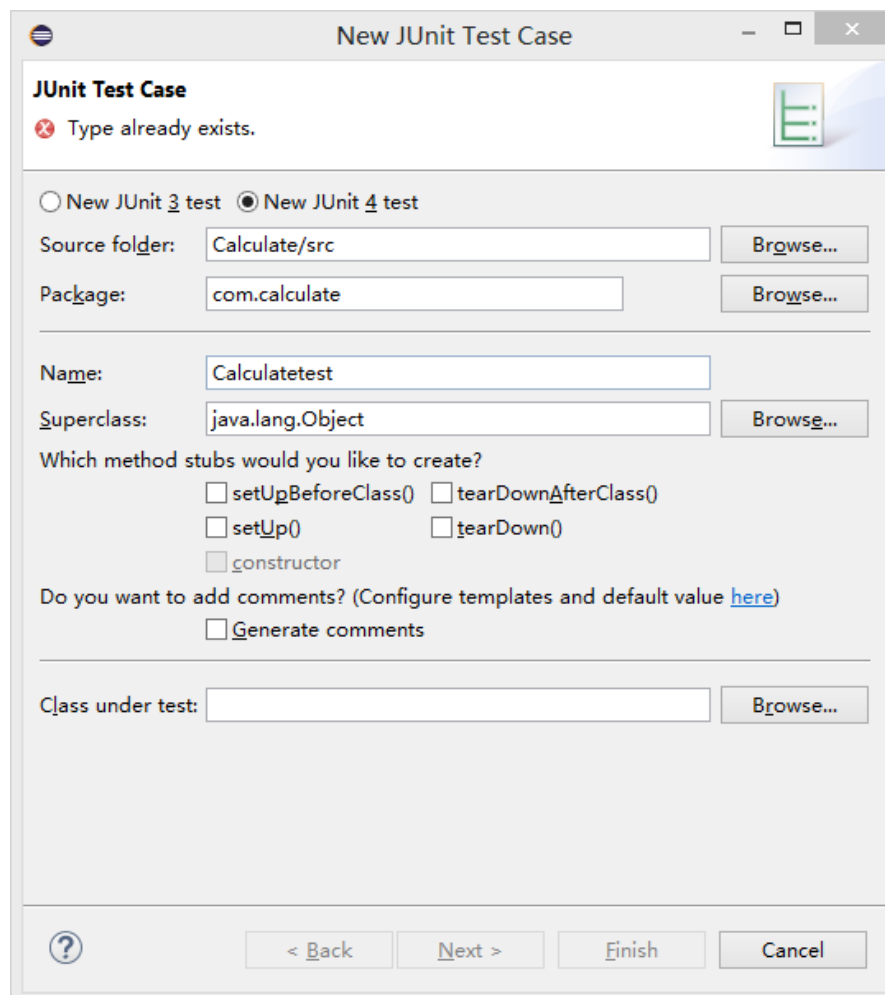 New JUnit Test Case
JUnit Test Case
Type already exists.
New JUnit 3 test New JUnit 4 test
Source folder: Calculate/src Browse...
Package: com.calculate Browse...
Name: Calculatetest
Superclass: java.lang.Object Browse...
Which method stubs would you like to create?
setUpBeforeClass() tearDownAfterClass()
setUp() tearDown()
constructor
Do you want to add comments? (Configure templates and default value here)
Generate comments
Class under test: Browse...
< Back Next > Finish Cancel